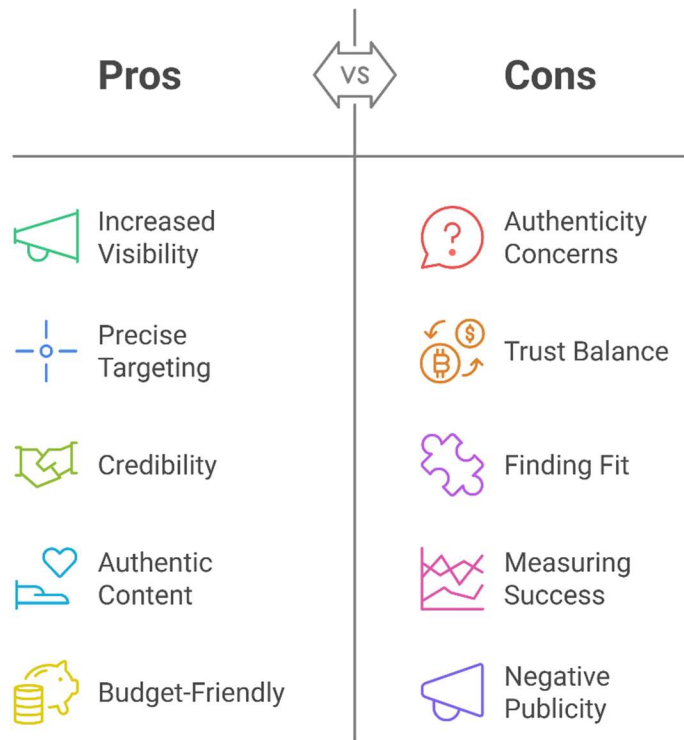 Pros
VS
Cons
Increased
Visibility
Authenticity
Concerns
Precise
Targeting
Trust Balance
Credibility
Finding Fit
Authentic
Content
Measuring
Success
Budget-Friendly
Negative
Publicity